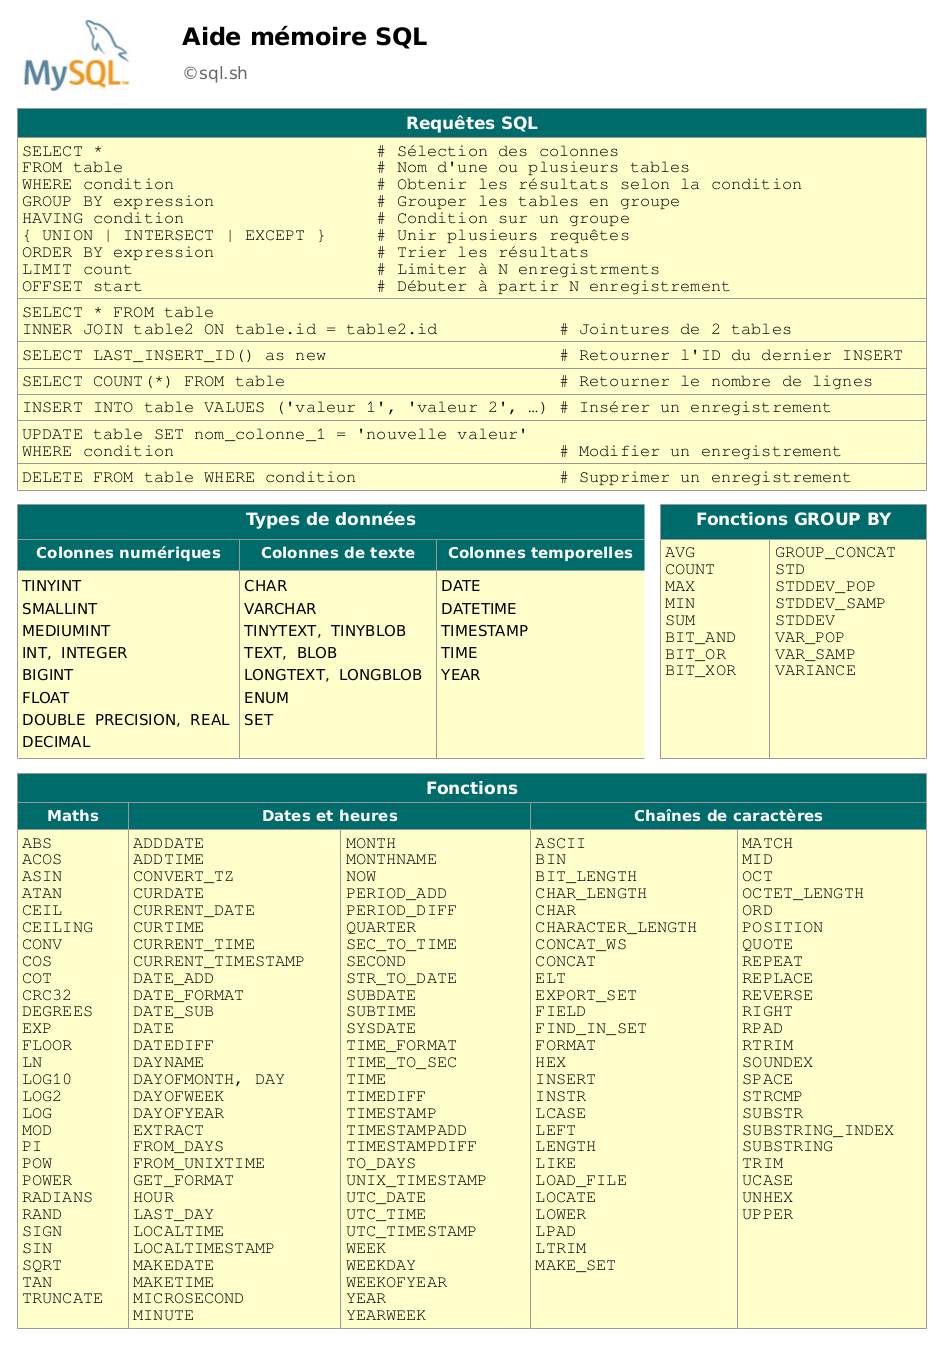 MySQL™
Aide mémoire SQL
©sql.sh
Requêtes SQL
SELECT * # Sélection des colonnes
FROM table # Nom d'une ou plusieurs tables
WHERE condition # Obtenir les résultats selon la condition
GROUP BY expression # Grouper les tables en groupe
HAVING condition # Condition sur un groupe
{ UNION | INTERSECT | EXCEPT } # Unir plusieurs requêtes
ORDER BY expression # Trier les résultats
LIMIT count # Limiter à N enregistrments
OFFSET start # Débuter à partir N enregistrement
SELECT * FROM table
INNER JOIN table2 ON table.id = table2.id # Jointures de 2 tables
SELECT LAST_INSERT_ID() as new # Retourner l'ID du dernier INSERT
SELECT COUNT(*) FROM table # Retourner le nombre de lignes
INSERT INTO table VALUES ('valeur 1', 'valeur 2', …) # Insérer un enregistrement
UPDATE table SET nom_colonne_1 = 'nouvelle valeur'
WHERE condition # Modifier un enregistrement
DELETE FROM table WHERE condition # Supprimer un enregistrement
Types de données
Colonnes numériques
TINYINT
SMALLINT
MEDIUMINT
INT, INTEGER
BIGINT
FLOAT
DOUBLE PRECISION, REAL
DECIMAL
Colonnes de texte
CHAR
VARCHAR
TINYTEXT, TINYBLOB
TEXT, BLOB
LONGTEXT, LONGBLOB
ENUM
SET
Colonnes temporelles
DATE
DATETIME
TIMESTAMP
TIME
YEAR
Fonctions GROUP BY
AVG
COUNT
MAX
MIN
SUM
BIT_AND
BIT_OR
BIT_XOR
GROUP_CONCAT
STD
STDDEV_POP
STDDEV_SAMP
STDDEV
VAR_POP
VAR_SAMP
VARIANCE
Fonctions
Maths
ABS
ACOS
ASIN
ATAN
CEIL
CEILING
CONV
COS
COT
CRC32
DEGREES
EXP
FLOOR
LN
LOG10
LOG2
LOG
MOD
PI
POW
POWER
RADIANS
RAND
SIGN
SIN
SQRT
TAN
TRUNCATE
Dates et heures
ADDDATE
ADDTIME
CONVERT_TZ
CURDATE
CURRENT_DATE
CURTIME
CURRENT_TIME
CURRENT_TIMESTAMP
DATE_ADD
DATE_FORMAT
DATE_SUB
DATE
DATEDIFF
DAYNAME
DAYOFMONTH, DAY
DAYOFWEEK
DAYOFYEAR
EXTRACT
FROM_DAYS
FROM_UNIXTIME
GET_FORMAT
HOUR
LAST_DAY
LOCALTIME
LOCALTIMESTAMP
MAKEDATE
MAKETIME
MICROSECOND
MINUTE
MONTH
MONTHNAME
NOW
PERIOD_ADD
PERIOD_DIFF
QUARTER
SEC_TO_TIME
SECOND
STR_TO_DATE
SUBDATE
SUBTIME
SYSDATE
TIME_FORMAT
TIME_TO_SEC
TIME
TIMEDIFF
TIMESTAMP
TIMESTAMPADD
TIMESTAMPDIFF
TO_DAYS
UNIX_TIMESTAMP
UTC_DATE
UTC_TIME
UTC_TIMESTAMP
WEEK
WEEKDAY
WEEKOFYEAR
YEAR
YEARWEEK
Chaînes de caractères
ASCII
BIN
BIT_LENGTH
CHAR_LENGTH
CHAR
CHARACTER_LENGTH
CONCAT_WS
CONCAT
ELT
EXPORT_SET
FIELD
FIND_IN_SET
FORMAT
HEX
INSERT
INSTR
LCASE
LEFT
LENGTH
LIKE
LOAD_FILE
LOCATE
LOWER
LPAD
LTRIM
MAKE_SET
MATCH
MID
OCT
OCTET_LENGTH
ORD
POSITION
QUOTE
REPEAT
REPLACE
REVERSE
RIGHT
RPAD
RTRIM
SOUNDEX
SPACE
STRCMP
SUBSTR
SUBSTRING_INDEX
SUBSTRING
TRIM
UCASE
UNHEX
UPPER